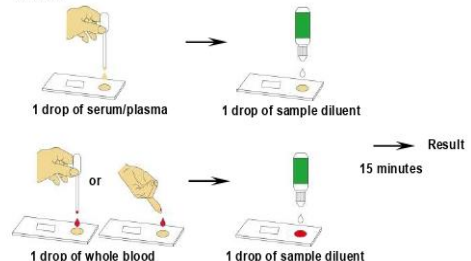 1 drop of serum/plasma
1 drop of sample diluent
or
Result
15 minutes
1 drop of whole blood
1 drop of sample diluent